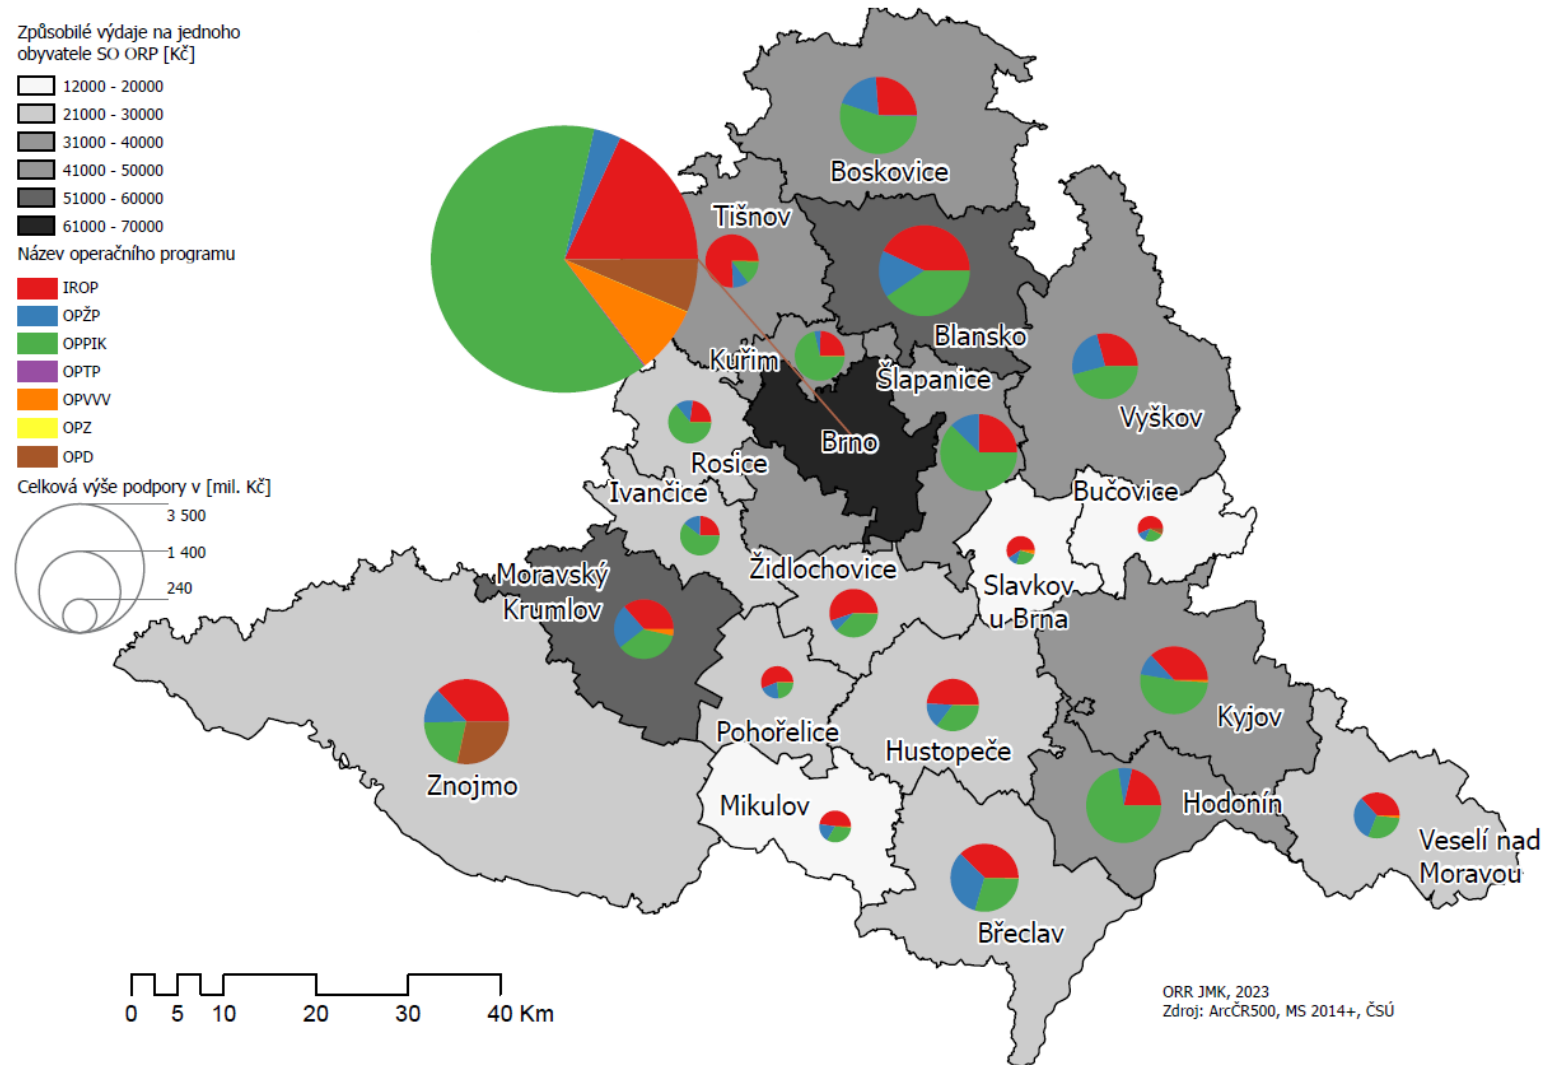 Způsobilé výdaje na jednoho
obyvatele SO ORP [Kč]
12000 - 20000
21000 - 30000
31000 - 40000
41000 - 50000
51000 - 60000
61000 - 70000
Název operačního programu
IROP
OPŽP
OPPIK
OPTP
OPVVV
OPZ
OPD
Celková výše podpory v [mil. Kč]
3 500
1 400
240
Boskovice
Tišnov
Blansko
Kuřim
Šlapanice
Vyškov
Brno
Rosice
Ivančice
Bučovice
Moravský
Krumlov
Židlochovice
Slavkov
u Brna
Pohořelice
Hustopeče
Kyjov
Znojmo
Mikulov
Hodonín
Veselí nad
Moravou
Břeclav
0 5 10 20 30 40 Km
ORR JMK, 2023
Zdroj: ArcČR500, MS 2014+, ČSÚ